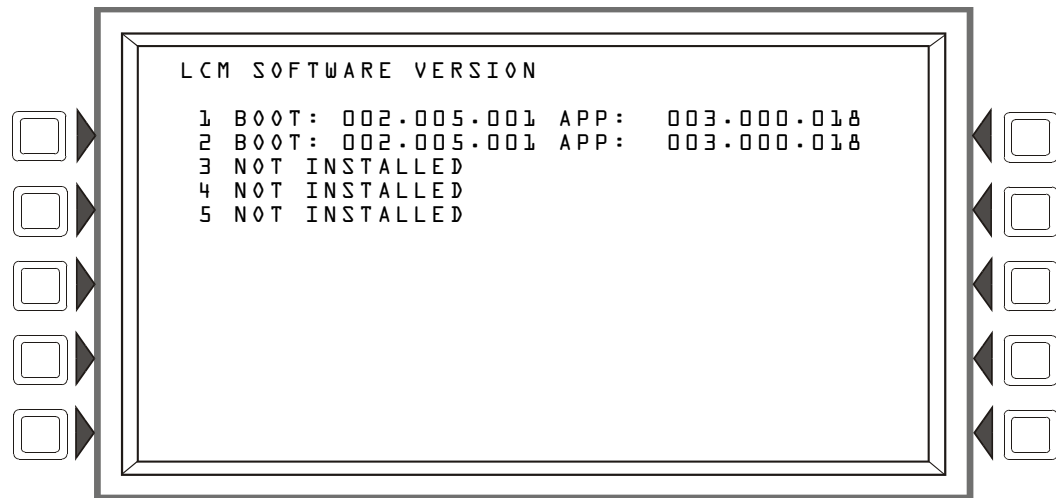 LCM SOFTWARE VERSION
1 BOOT: 002.005.001 APP: 003.000.018
2 BOOT: 002.005.001 APP: 003.000.018
3 NOT INSTALLED
4 NOT INSTALLED
5 NOT INSTALLED